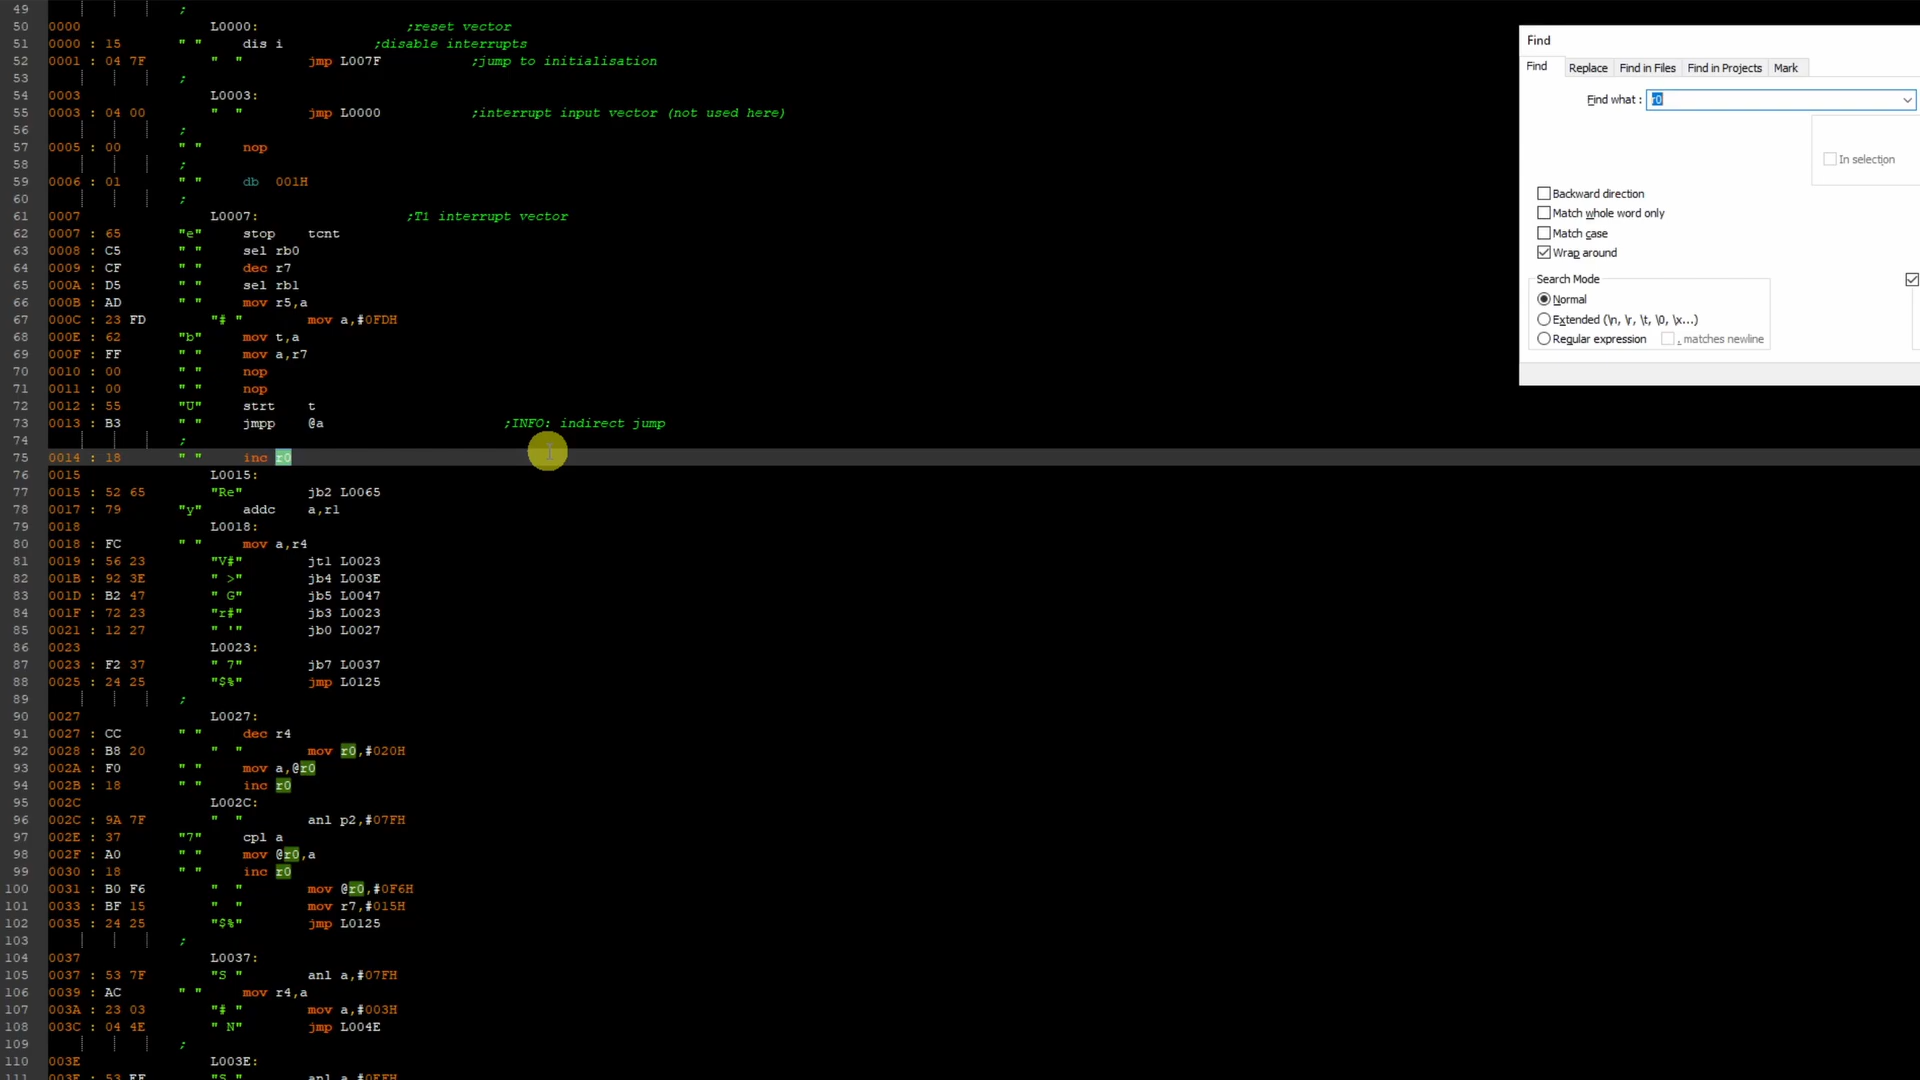 49 ;
50 0000 L0000: ;reset vector
51 0000 : 15 " " dis i ;disable interrupts
52 0001 : 04 7F " " jmp L007F ;jump to initialisation
53 ;
54 0003 L0003:
55 0003 : 04 00 " " jmp L0000 ;interrupt input vector (not used here)
56 ;
57 0005 : 00 " " nop
58 ;
59 0006 : 01 " " db 001H
60 ;
61 0007 L0007: ;T1 interrupt vector
62 0007 : 65 "e" stop tcnt
63 0008 : C5 " " sel rb0
64 0009 : CF " " dec r7
65 000A : D5 " " sel rb1
66 000B : AD " " mov r5,a
67 000C : 23 FD "# " mov a,#0FDH
68 000E : 62 "b" mov t,a
69 000F : FF " " mov a,r7
70 0010 : 00 " " nop
71 0011 : 00 " " nop
72 0012 : 55 "U" strt t
73 0013 : B3 " " jmpp @a ;INFO: indirect jump
74 ;
75 0014 : 18 " " inc r0
76 0015 L0015:
77 0015 : 52 65 "Re" jb2 L0065
78 0017 : 79 "y" addc a,r1
79 0018 L0018:
80 0018 : FC " " mov a,r4
81 0019 : 56 23 "V#" jt1 L0023
82 001B : 92 3E " >" jb4 L003E
83 001D : B2 47 " G" jb5 L0047
84 001F : 72 23 "r#" jb3 L0023
85 0021 : 12 27 " '" jb0 L0027
86 0023 L0023:
87 0023 : F2 37 " 7" jb7 L0037
88 0025 : 24 25 "$%" jmp L0125
89 ;
90 0027 L0027:
91 0027 : CC " " dec r4
92 0028 : B8 20 " " mov r0,#020H
93 002A : F0 " " mov a,@r0
94 002B : 18 " " inc r0
95 002C L002C:
96 002C : 9A 7F " " anl p2,#07FH
97 002E : 37 "7" cpl a
98 002F : A0 " " mov @r0,a
99 0030 : 18 " " inc r0
100 0031 : B0 F6 " " mov @r0,#0F6H
101 0033 : BF 15 " " mov r7,#015H
102 0035 : 24 25 "$%" jmp L0125
103 ;
104 0037 L0037:
105 0037 : 53 7F "S " anl a,#07FH
106 0039 : AC " " mov r4,a
107 003A : 23 03 "# " mov a,#003H
108 003C : 04 4E " N" jmp L004E
109 ;
110 003E L003E:
111 003E : 53 EF "S " anl a,#0EFH
Find
Find Replace Find in Files Find in Projects Mark
Find what : r0
In selection
Backward direction
Match whole word only
Match case
Wrap around
Search Mode
Normal
Extended (\n, \r, \t, \0, \x...)
Regular expression . matches newline